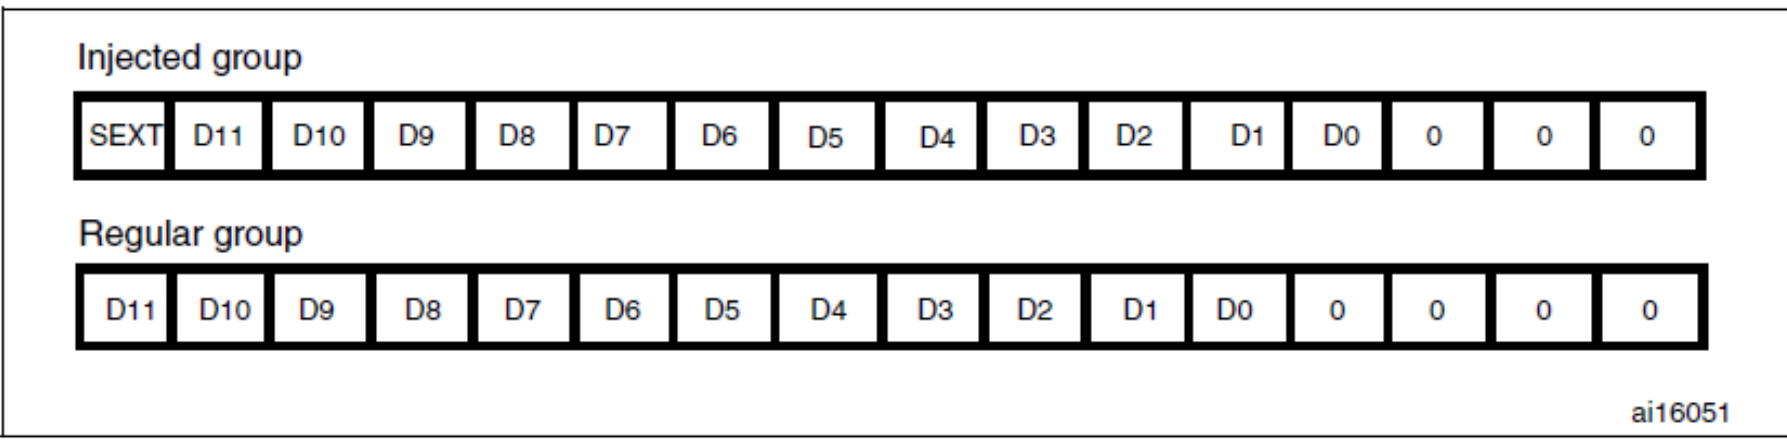 Injected group
SEXT D11 D10 D9 D8 D7 D6 D5 D4 D3 D2 D1 D0 0 0 0
Regular group
D11 D10 D9 D8 D7 D6 D5 D4 D3 D2 D1 D0 0 0 0 0
ai16051